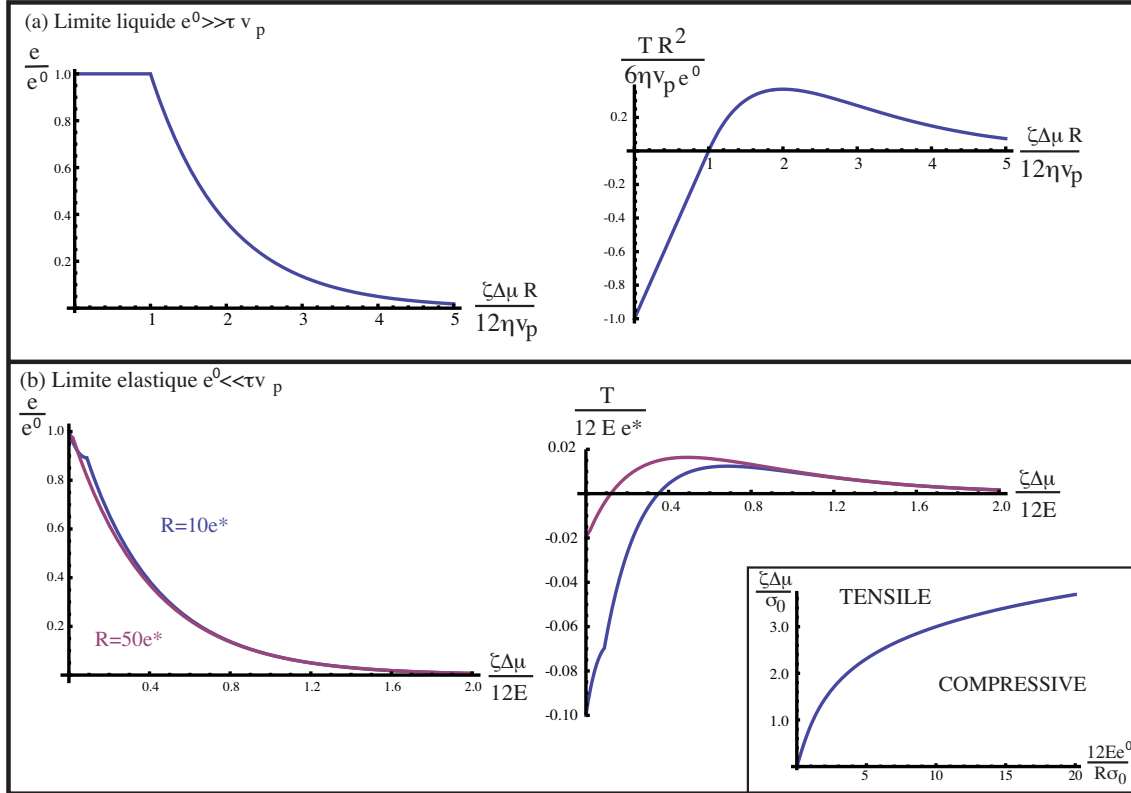 (a) Limite liquide e⁰>>τ v_p
e/e⁰
1.0
0.8
0.6
0.4
0.2
1 2 3 4 5
ζΔμ R/12ηv_p
T R²/6ηv_p e⁰
0.2
-0.2
-0.4
-0.6
-0.8
-1.0
1 2 3 4 5
ζΔμ R/12ηv_p
(b) Limite elastique e⁰<<τv_p
e/e⁰
1.0
0.8
0.6
0.4
0.2
R=10e*
R=50e*
0.4 0.8 1.2 1.6 2.0
ζΔμ/12E
T/12 E e*
0.02
-0.02
-0.04
-0.06
-0.08
-0.10
0.4 0.8 1.2 1.6 2.0
ζΔμ/12E
ζΔμ/σ₀
3.0
2.0
1.0
TENSILE
COMPRESSIVE
5 10 15 20
12Ee⁰/Rσ₀